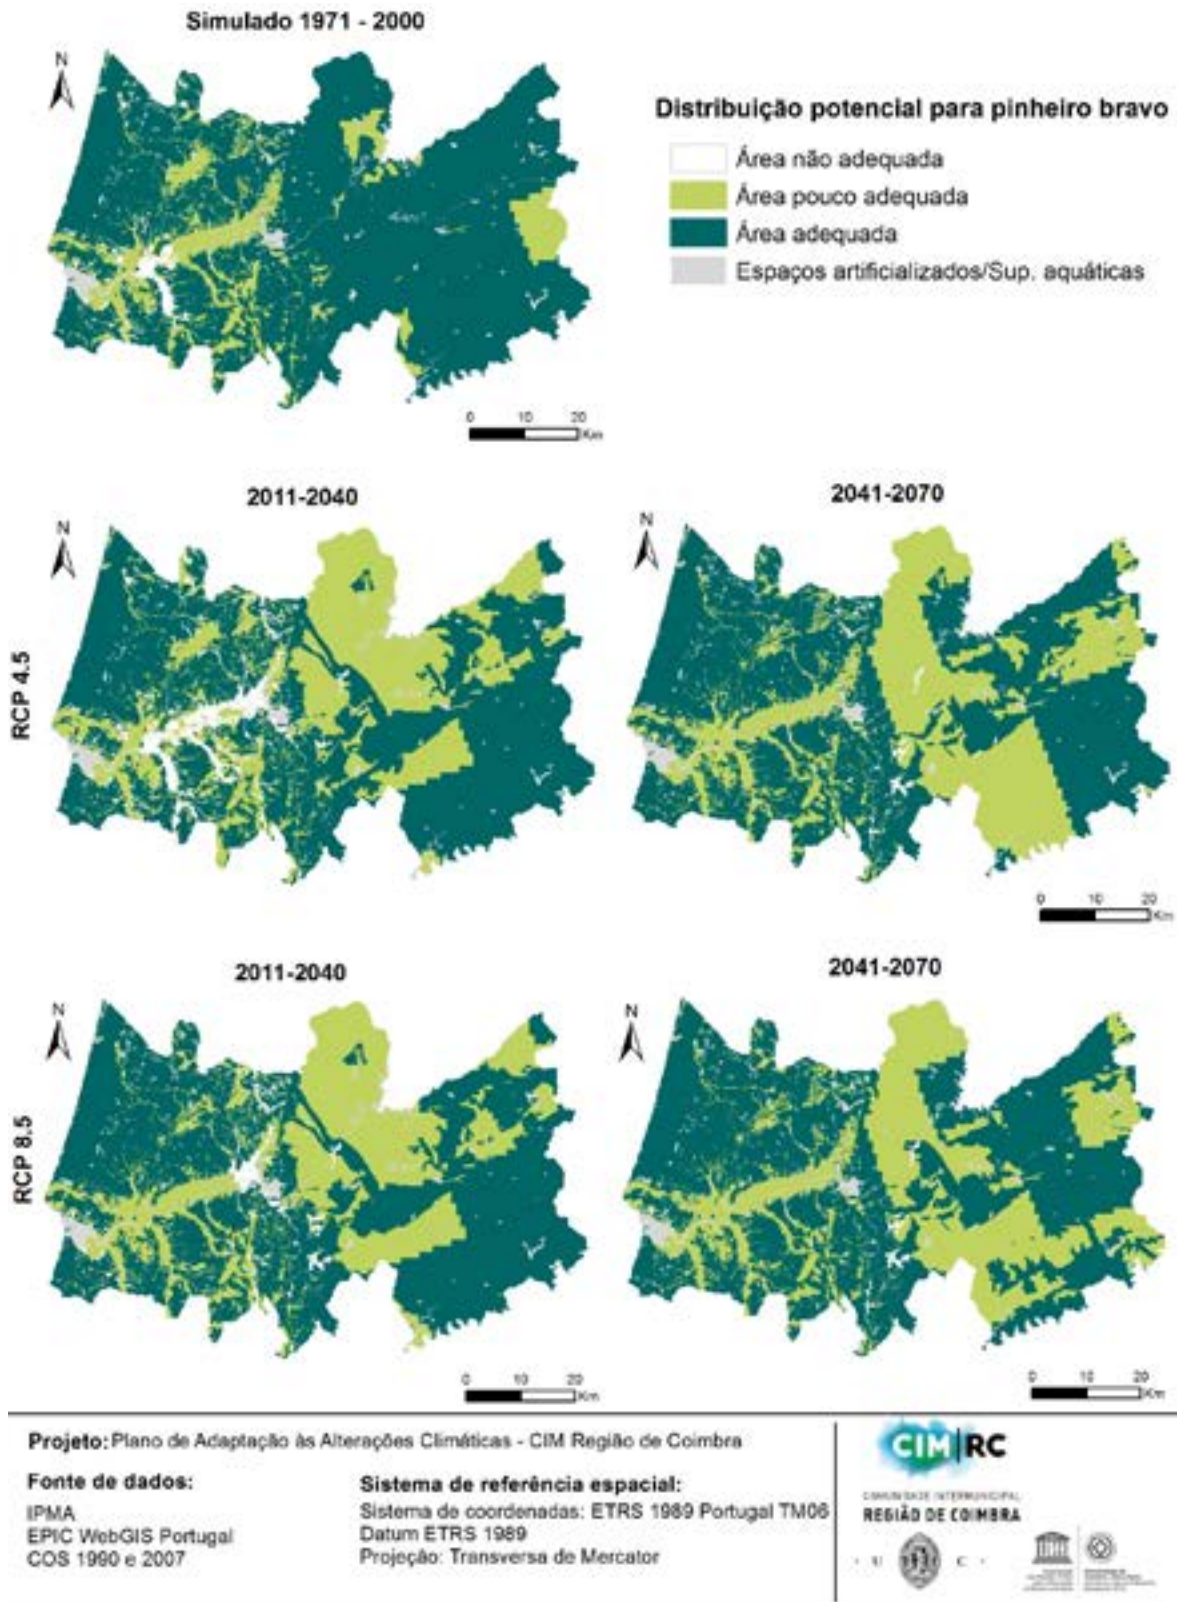 Simulado 1971 - 2000
N
Distribuição potencial para pinheiro bravo
Área não adequada
Área pouco adequada
Área adequada
Espaços artificializados/Sup. aquáticas
0 10 20
Km
2011-2040
2041-2070
N
N
RCP 4.5
0 10 20
Km
2011-2040
2041-2070
N
N
RCP 8.5
0 10 20
Km
0 10 20
Km
Projeto: Plano de Adaptação às Alterações Climáticas - CIM Região de Coimbra
Fonte de dados:
IPMA
EPIC WebGIS Portugal
COS 1990 e 2007
Sistema de referência espacial:
Sistema de coordenadas: ETRS 1989 Portugal TM06
Datum ETRS 1989
Projeção: Transversa de Mercator
CIM RC
COMUNIDADE INTERMUNICIPAL
REGIÃO DE COIMBRA
· U C ·